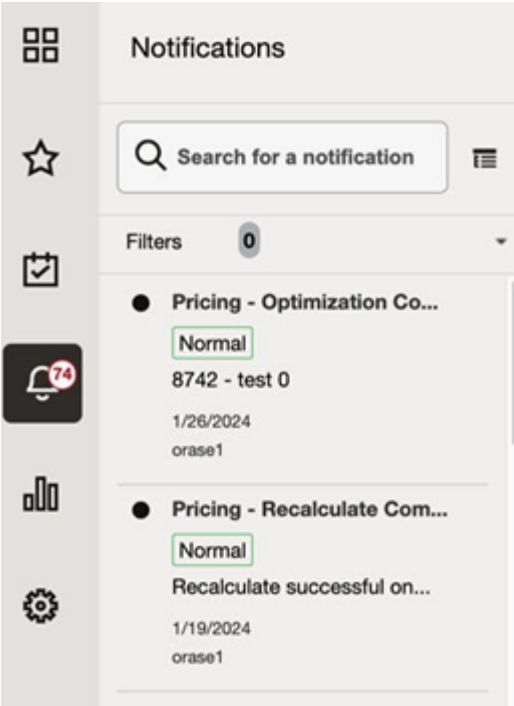 Notifications
Search for a notification
Filters 0
Pricing - Optimization Co...
Normal
8742 - test 0
1/26/2024
orase1
74
Pricing - Recalculate Com...
Normal
Recalculate successful on...
1/19/2024
orase1